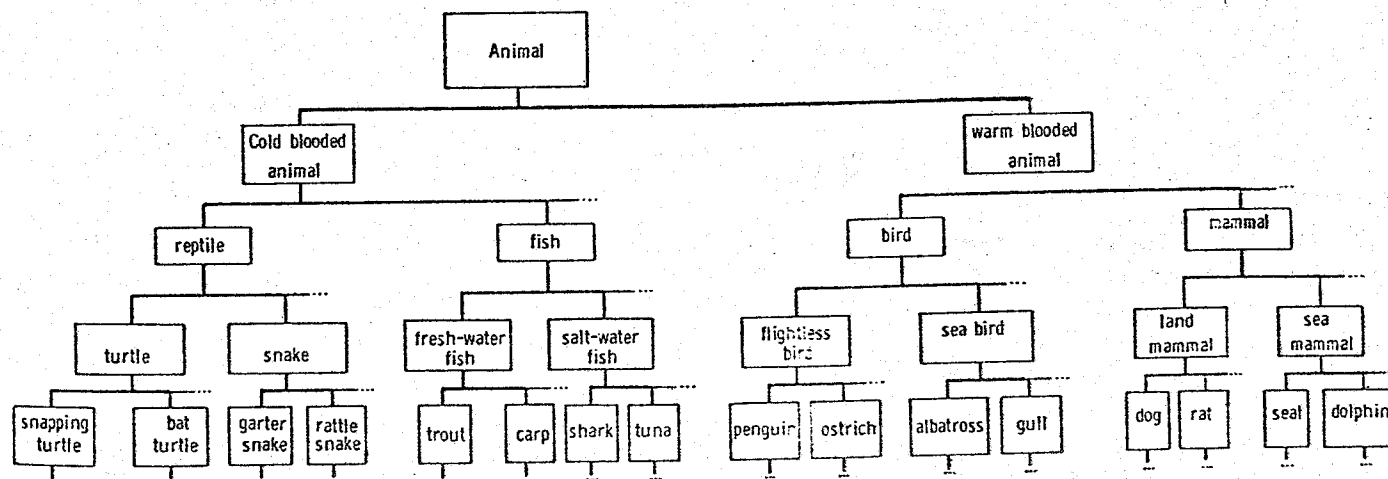 Animal
Cold blooded
animal
warm blooded
animal
reptile
fish
bird
mammal
turtle
snake
fresh-water
fish
salt-water
fish
flightless
bird
sea bird
land
mammal
sea
mammal
snapping
turtle
bat
turtle
garter
snake
rattle
snake
trout
carp
shark
tuna
penguin
ostrich
albatross
gull
dog
rat
seal
dolphin